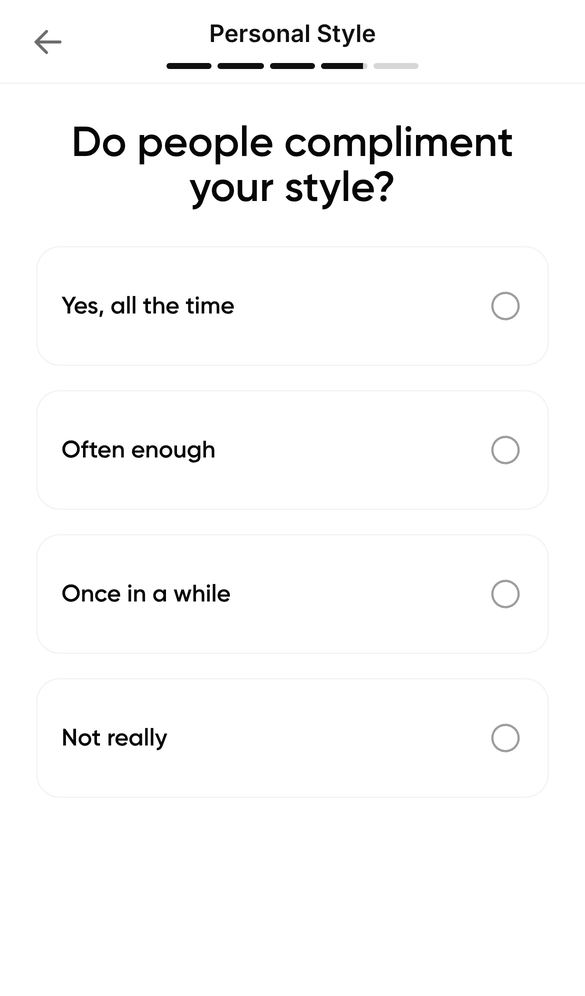 Personal Style
Do people compliment
your style?
Yes, all the time
Often enough
Once in a while
Not really